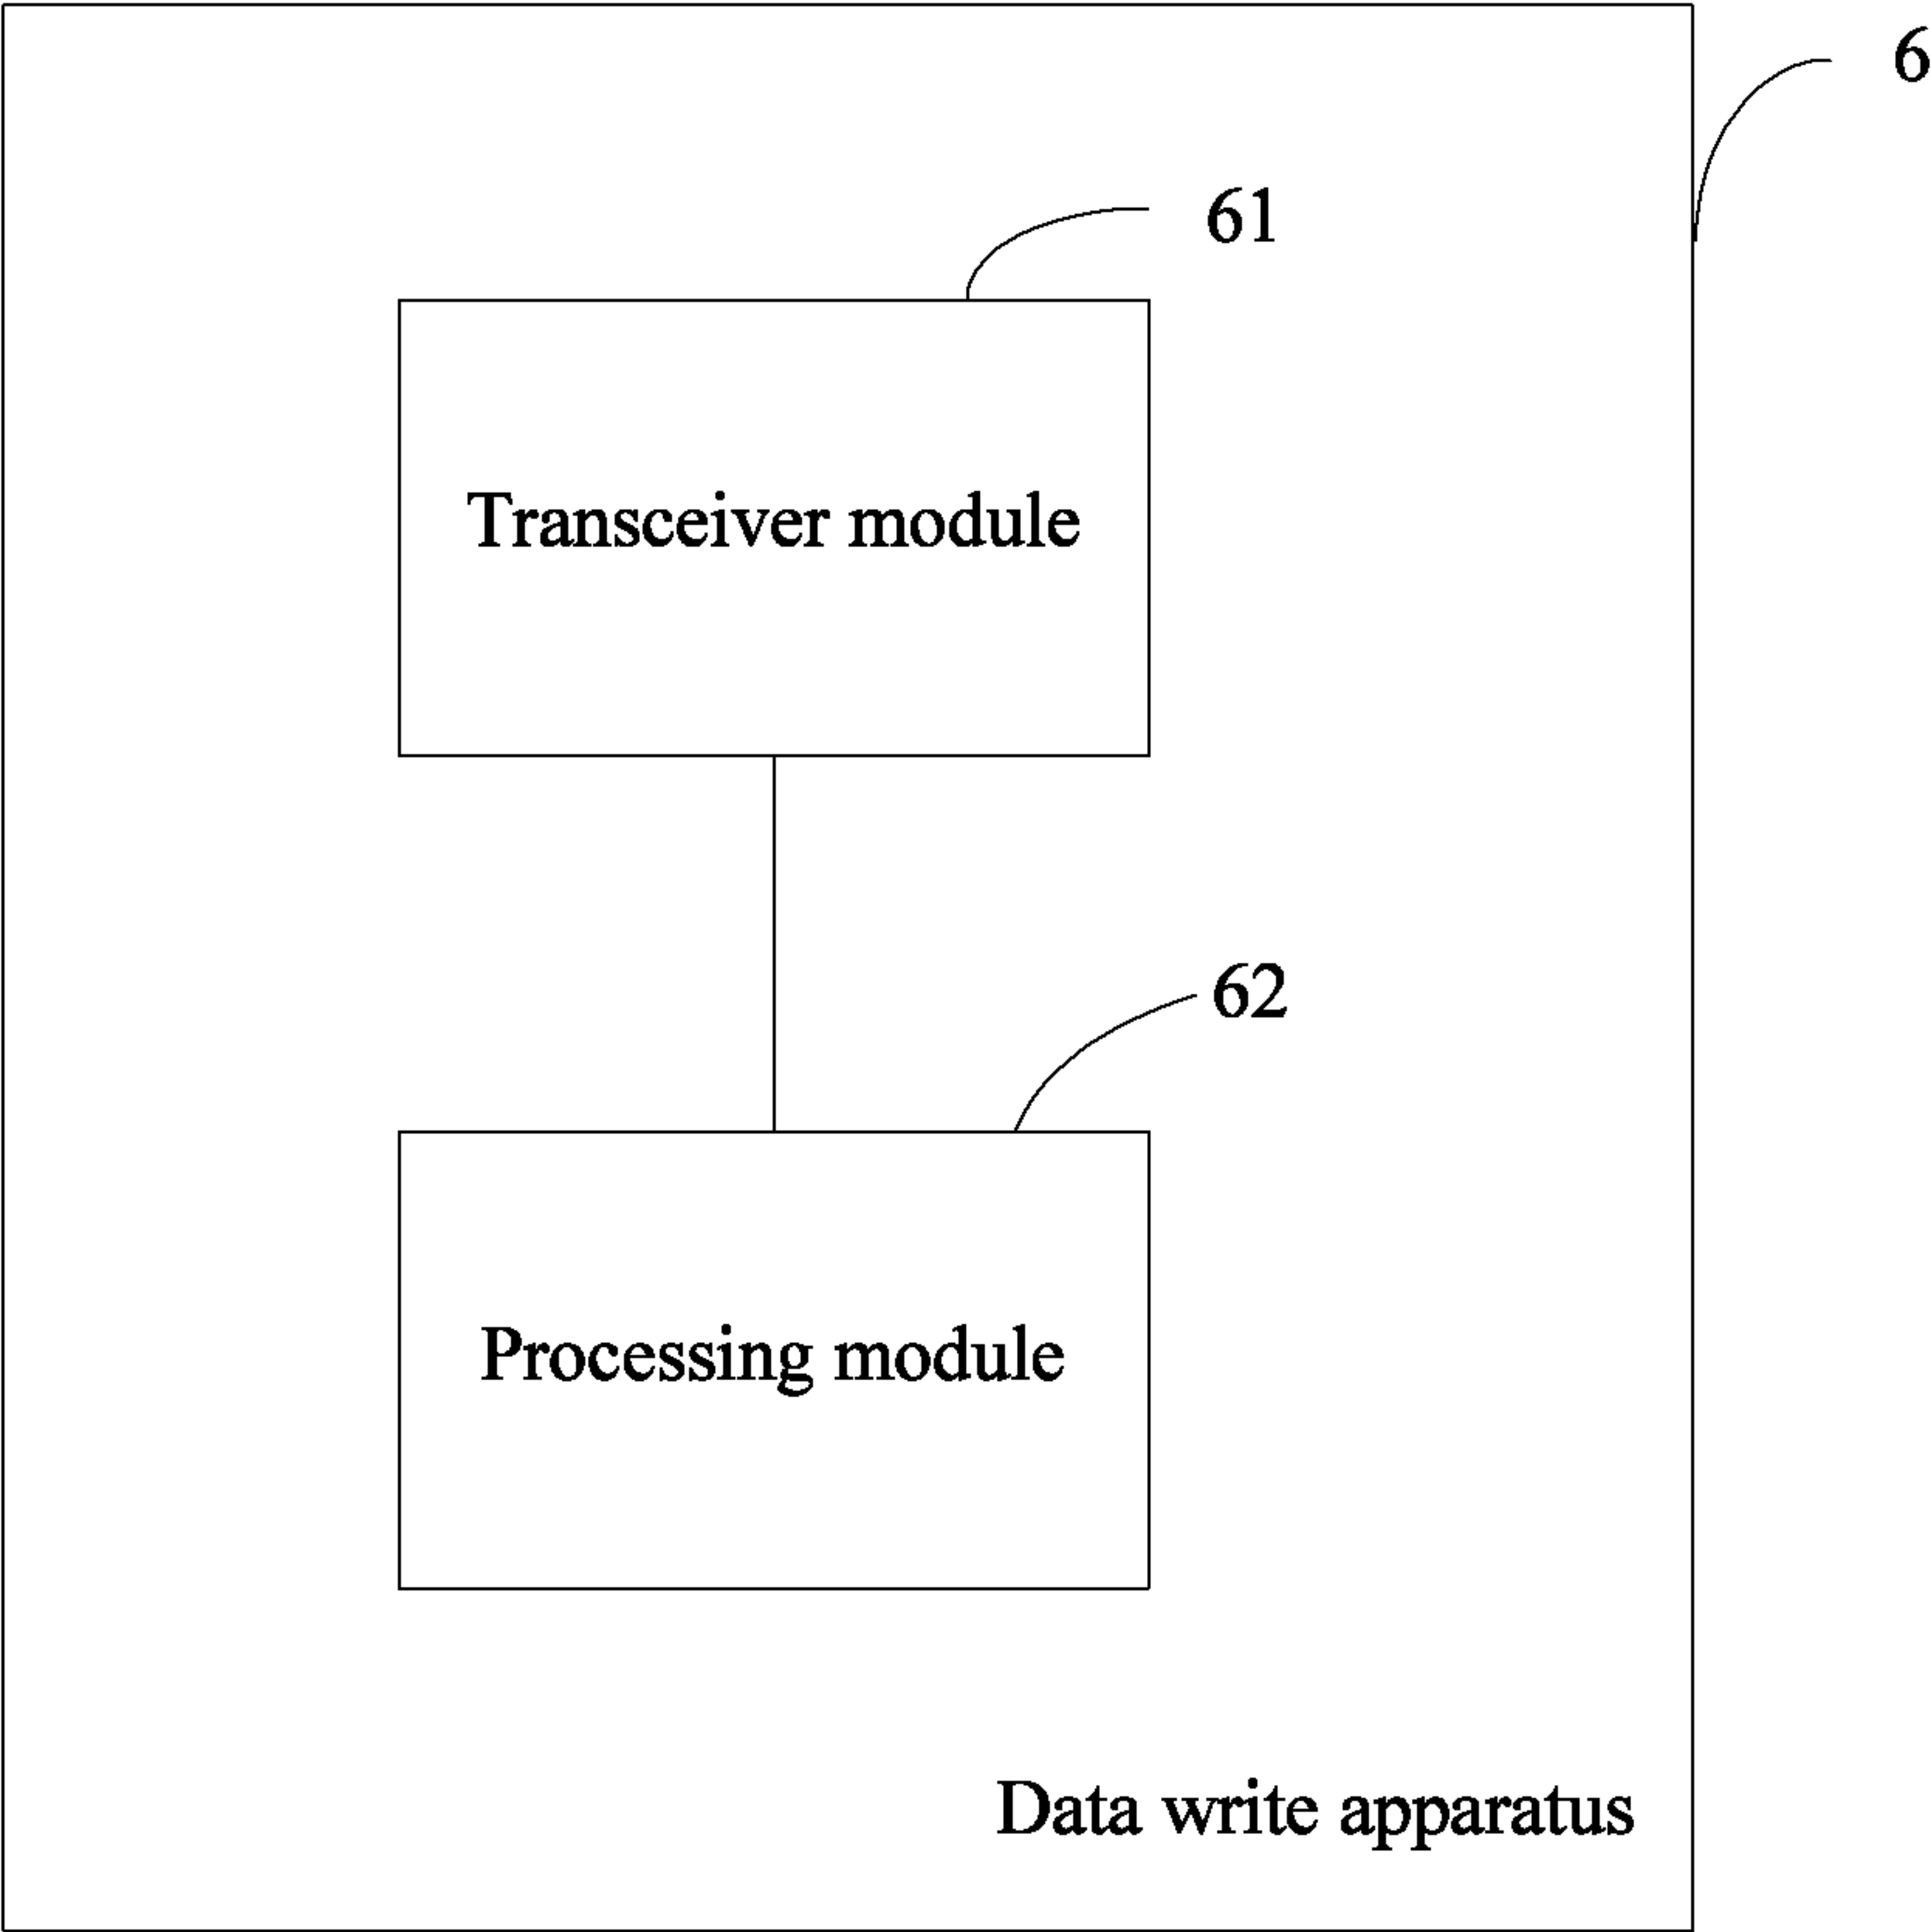 6
61
Transceiver module
62
Processing module
Data write apparatus